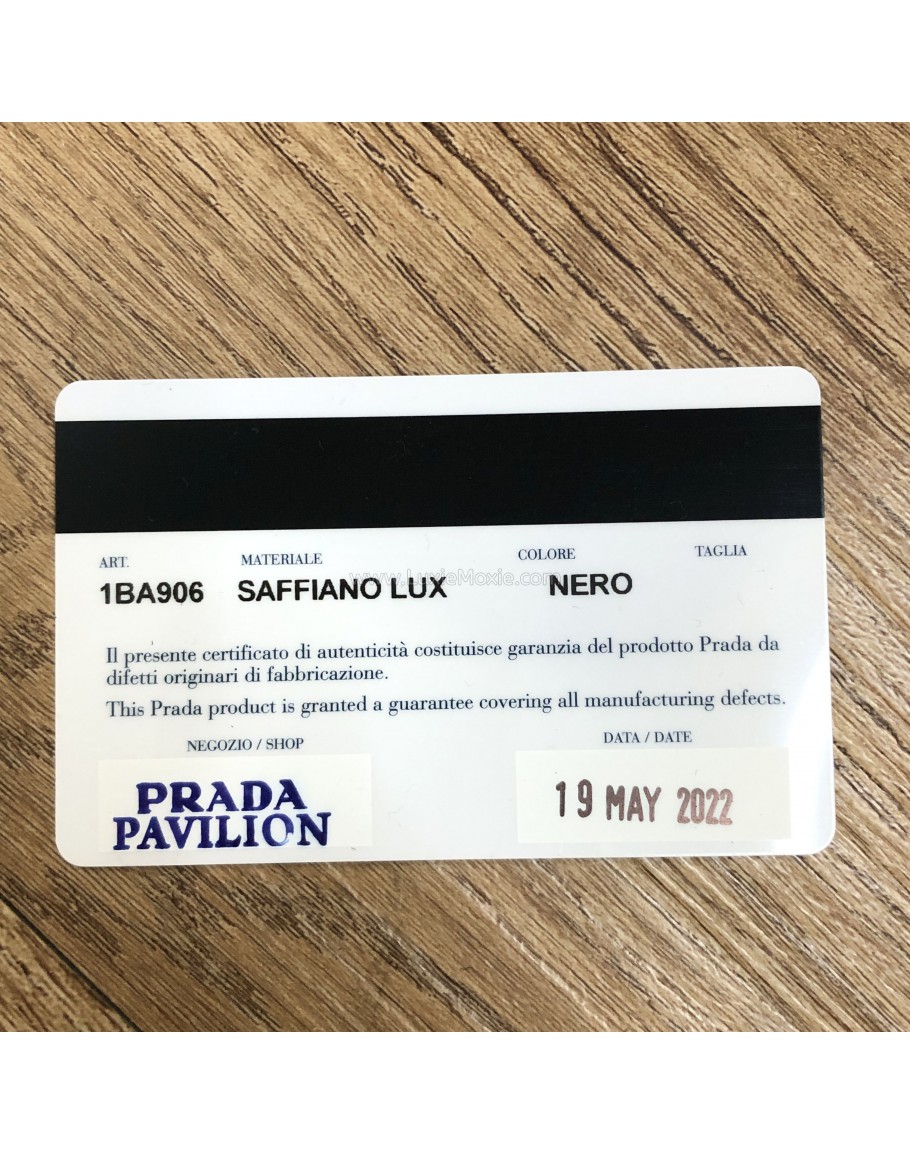 ART. MATERIALE COLORE TAGLIA
1BA906 SAFFIANO LUX NERO
www.LuxieMoxie.com
Il presente certificato di autenticità costituisce garanzia del prodotto Prada da
difetti originari di fabbricazione.
This Prada product is granted a guarantee covering all manufacturing defects.
NEGOZIO / SHOP DATA / DATE
PRADA
PAVILION
19 MAY 2022